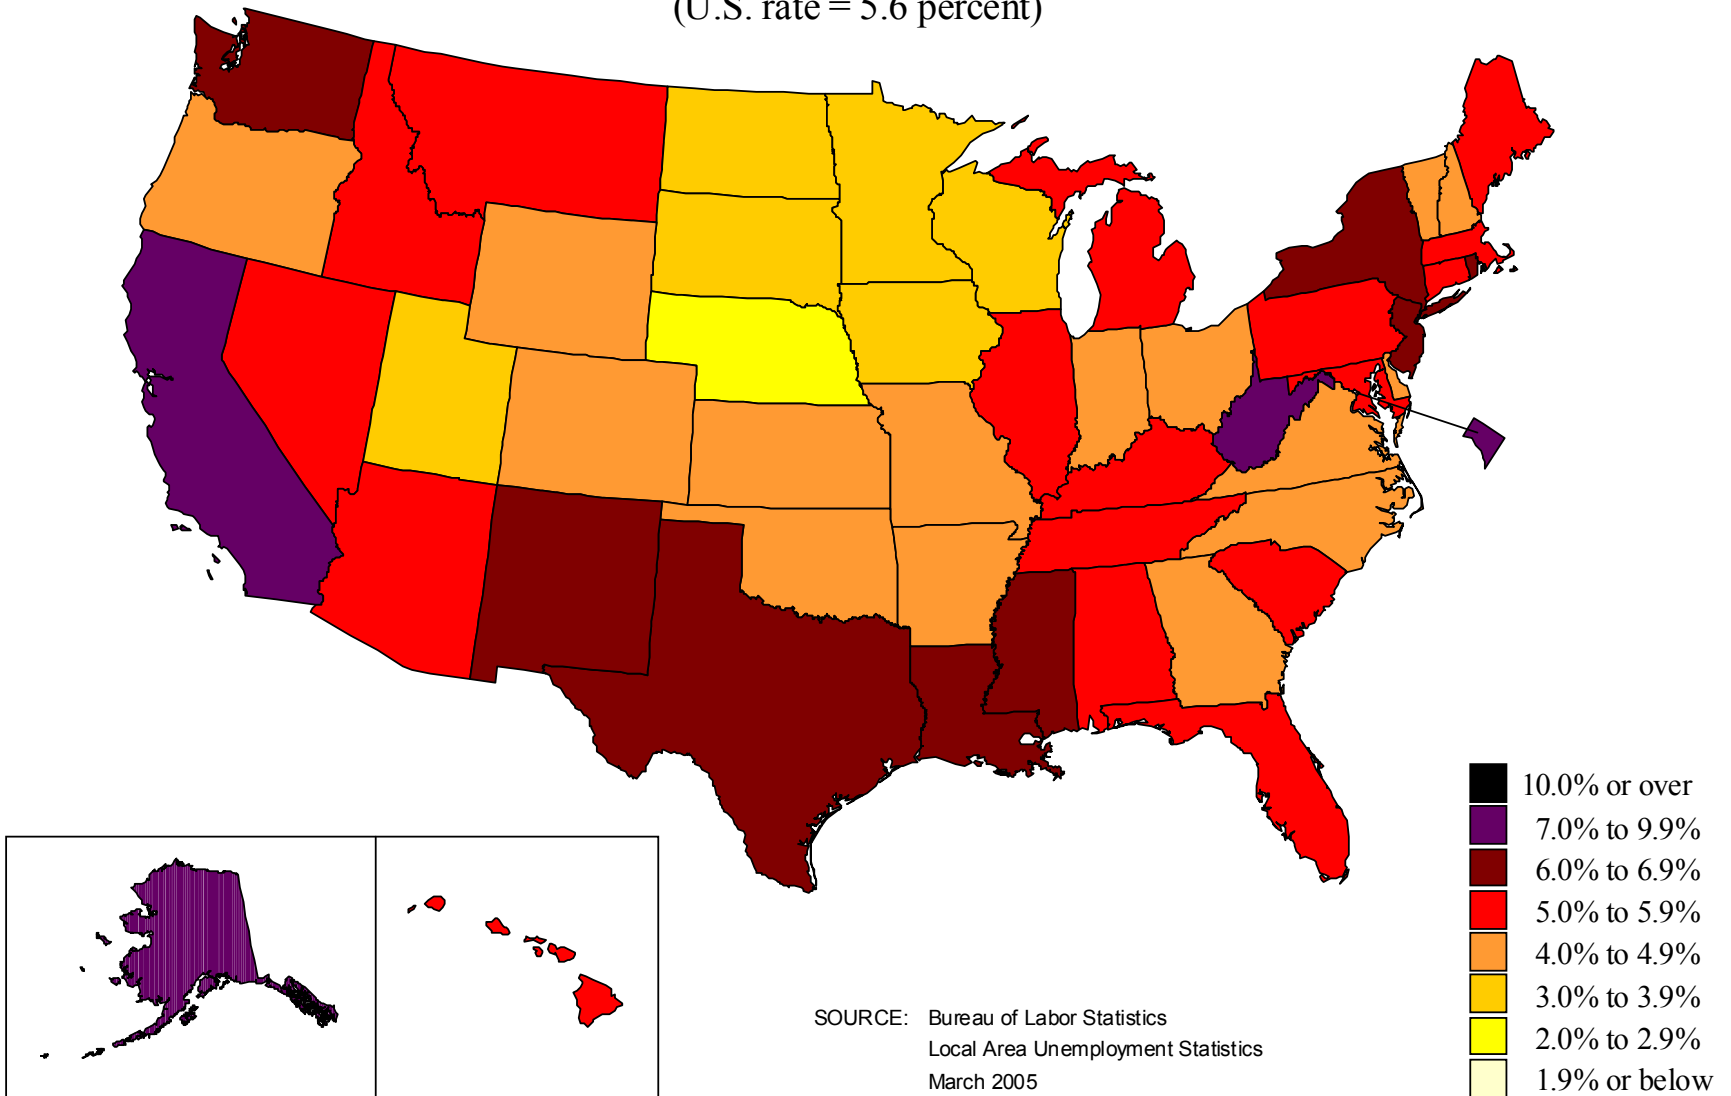 (U.S. rate = 5.6 percent)
10.0% or over
7.0% to 9.9%
6.0% to 6.9%
5.0% to 5.9%
4.0% to 4.9%
3.0% to 3.9%
2.0% to 2.9%
1.9% or below
SOURCE: Bureau of Labor Statistics
Local Area Unemployment Statistics
March 2005